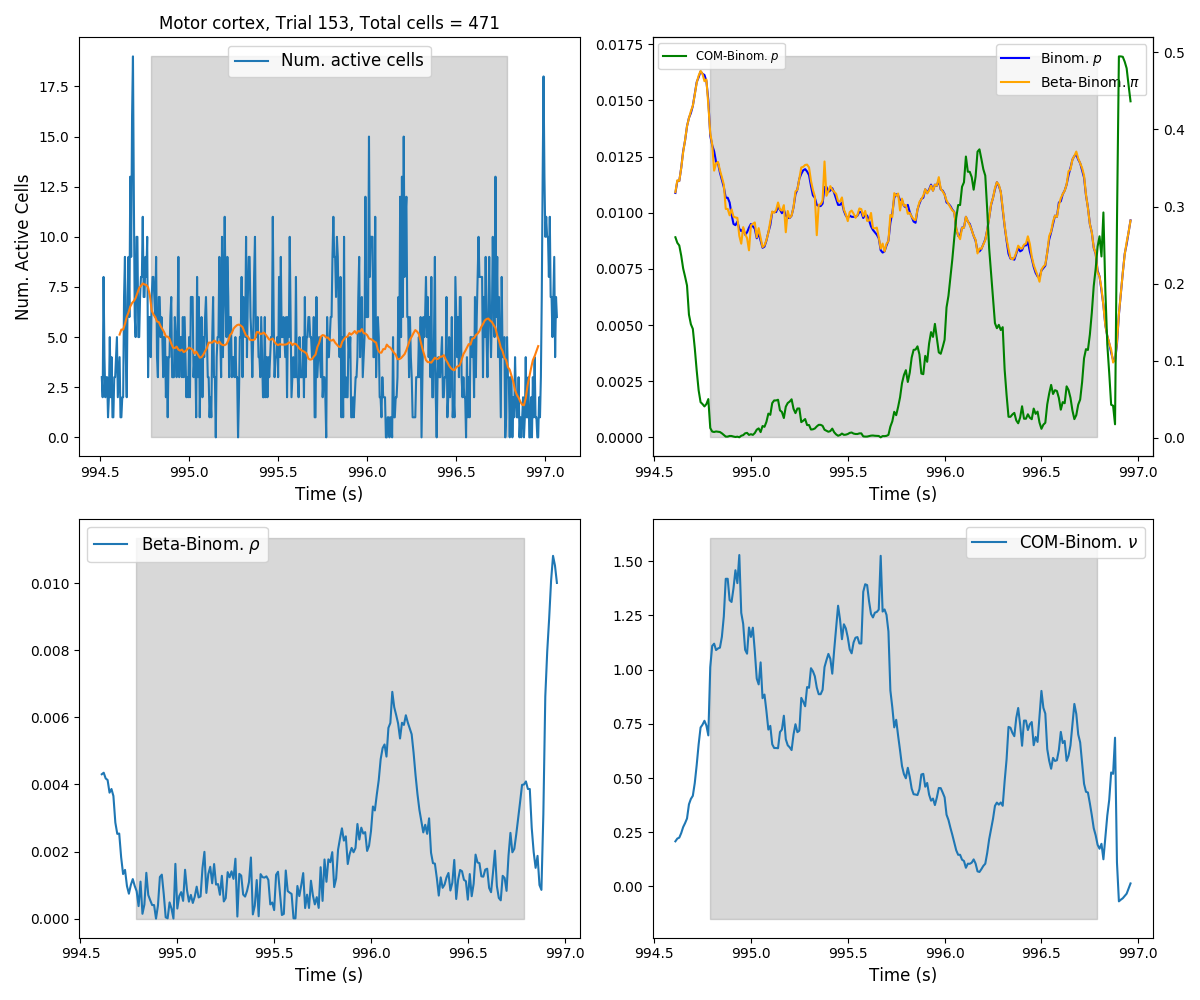 Motor cortex, Trial 153, Total cells = 471
Num. active cells
Num. Active Cells
17.5
15.0
12.5
10.0
7.5
5.0
2.5
0.0
994.5 995.0 995.5 996.0 996.5 997.0
Time (s)
COM-Binom. p
Binom. p
Beta-Binom. π
0.0175
0.0150
0.0125
0.0100
0.0075
0.0050
0.0025
0.0000
0.5
0.4
0.3
0.2
0.1
0.0
994.5 995.0 995.5 996.0 996.5 997.0
Time (s)
Beta-Binom. ρ
0.010
0.008
0.006
0.004
0.002
0.000
994.5 995.0 995.5 996.0 996.5 997.0
Time (s)
COM-Binom. ν
1.50
1.25
1.00
0.75
0.50
0.25
0.00
994.5 995.0 995.5 996.0 996.5 997.0
Time (s)